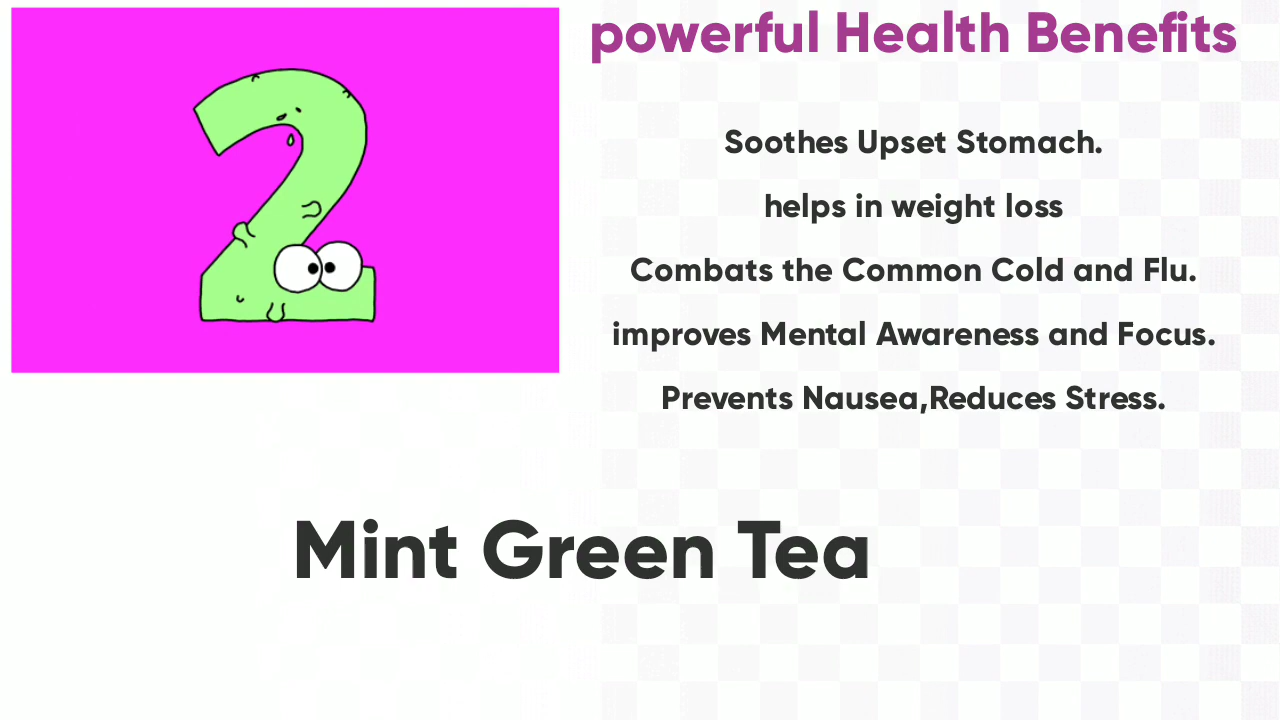 powerful Health Benefits
2
Soothes Upset Stomach.
helps in weight loss
Combats the Common Cold and Flu.
improves Mental Awareness and Focus.
Prevents Nausea,Reduces Stress.
Mint Green Tea